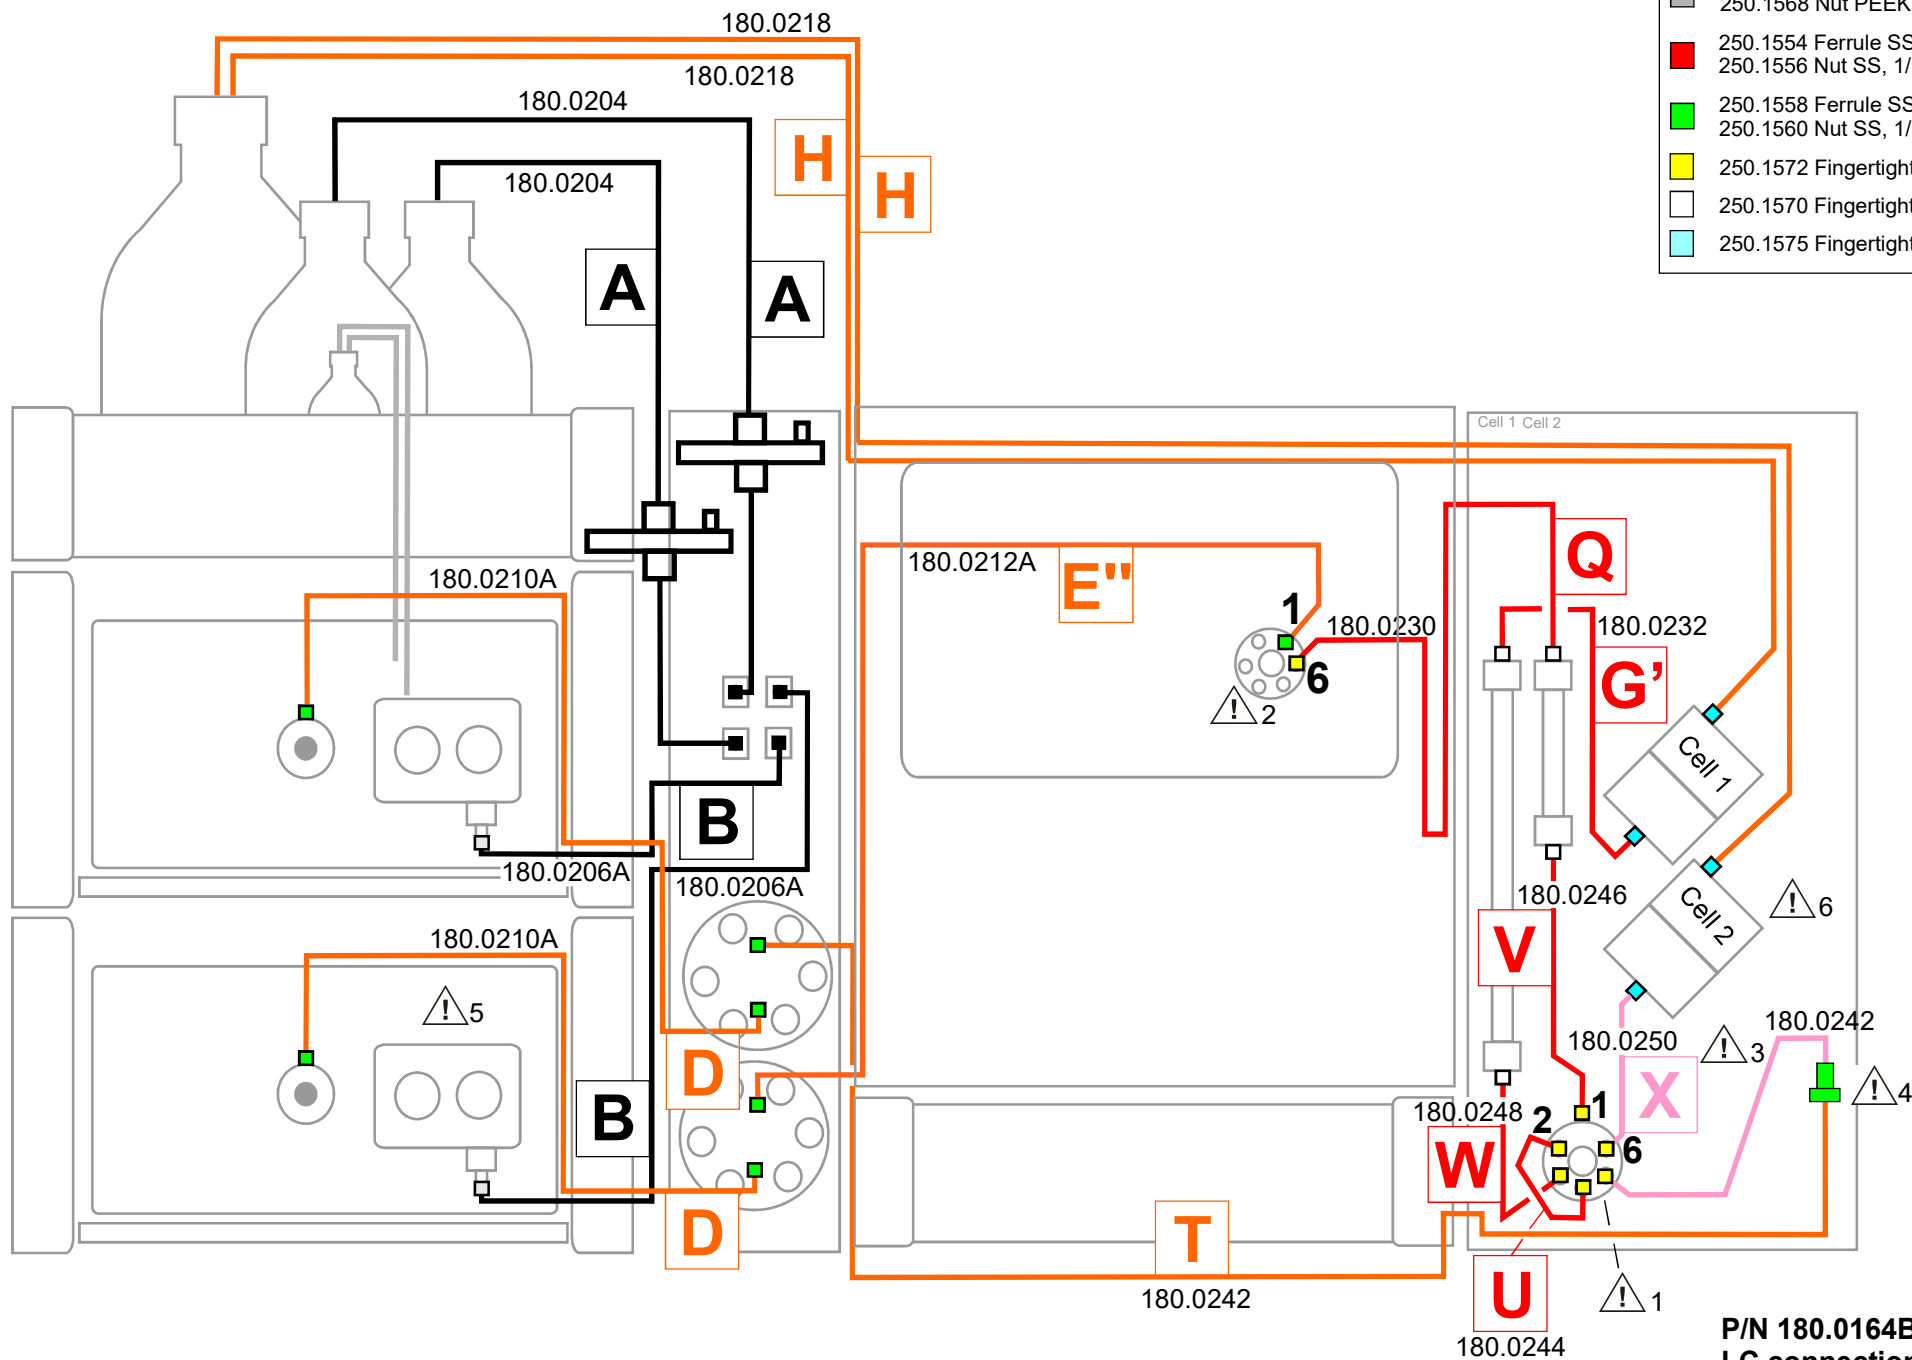 180.0218
180.0218
180.0204
180.0204
H
H
A
A
250.1568 Nut PEEK
250.1554 Ferrule SS
250.1556 Nut SS, 1/
250.1558 Ferrule SS
250.1560 Nut SS, 1/
250.1572 Fingertight
250.1570 Fingertight
250.1575 Fingertight
Cell 1 Cell 2
180.0210A
180.0212A
E"
Q
1
180.0230
6
! 2
180.0232
G’
Cell 1
B
180.0206A
180.0206A
180.0246
Cell 2
! 6
V
180.0210A
! 5
180.0250
! 3
180.0242
X
! 4
D
B
180.0248
2
1
6
W
D
T
180.0242
U
180.0244
! 1
P/N 180.0164B
LC connection